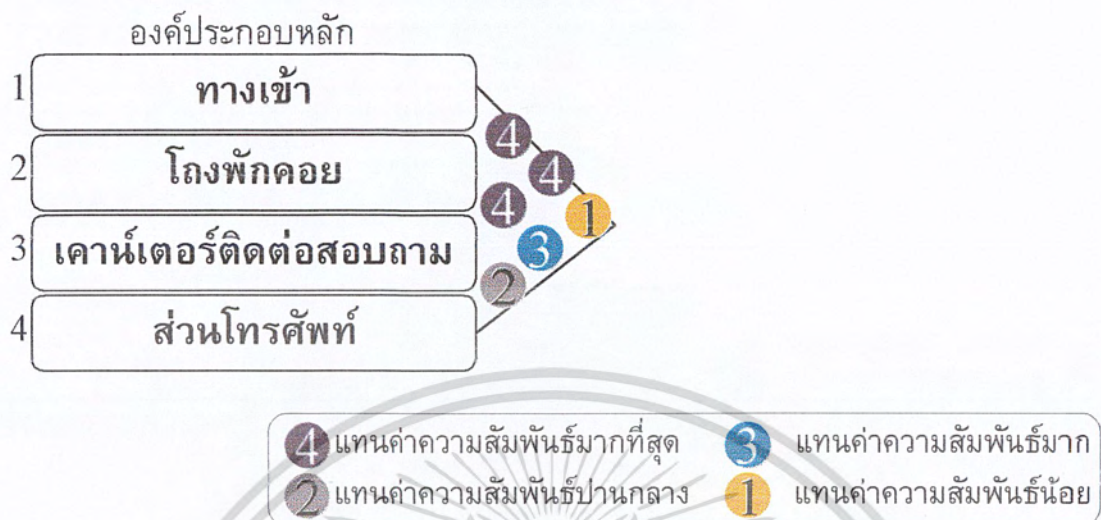 องค์ประกอบหลัก
1 ทางเข้า
4
4
2 โถงพักคอย
4 1
3 เคาน์เตอร์ติดต่อสอบถาม
3
2
4 ส่วนโทรศัพท์
4 แทนค่าความสัมพันธ์มากที่สุด 3 แทนค่าความสัมพันธ์มาก
2 แทนค่าความสัมพันธ์ปานกลาง 1 แทนค่าความสัมพันธ์น้อย